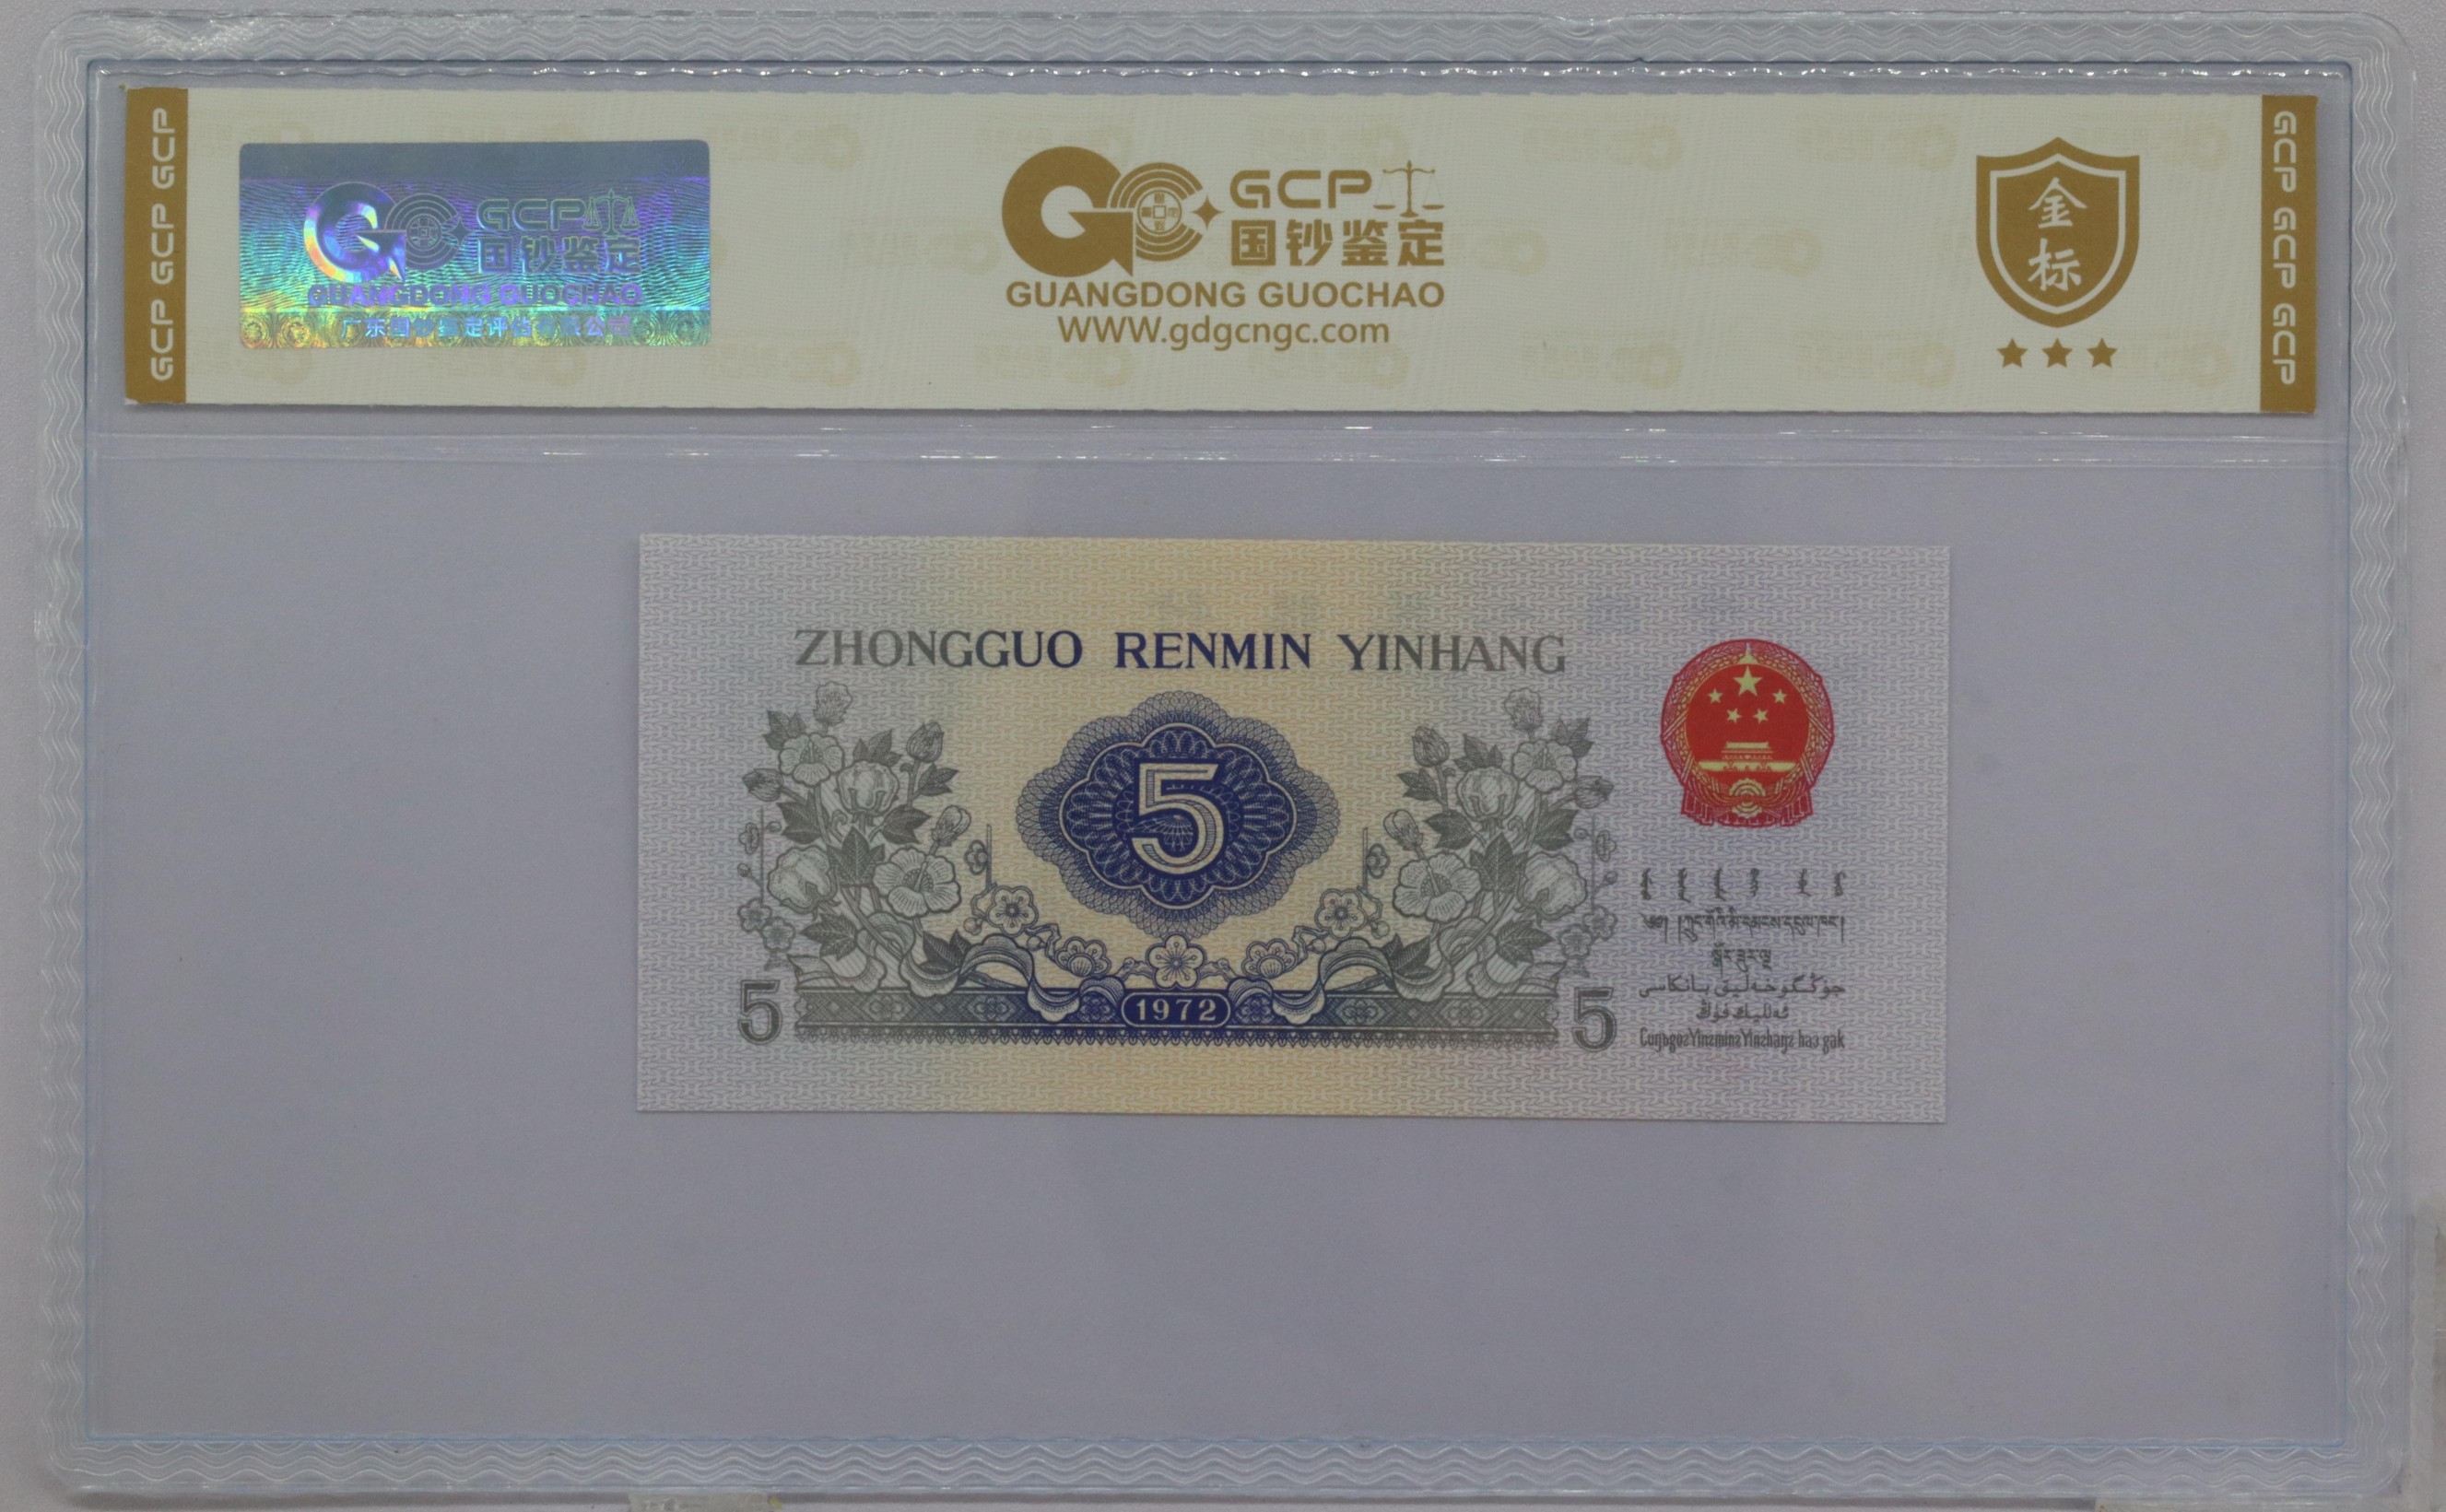 GCP GCP GCP
GCP
国钞鉴定
GUANGDONG GUOCHAO
广东国钞鉴定评估有限公司
GCP
国钞鉴定
GUANGDONG GUOCHAO
WWW.gdgcngc.com
金
标
GCP GCP GCP
ZHONGGUO RENMIN YINHANG
5
5
5
1972
جۇڭگوخەلىق بانكاسى